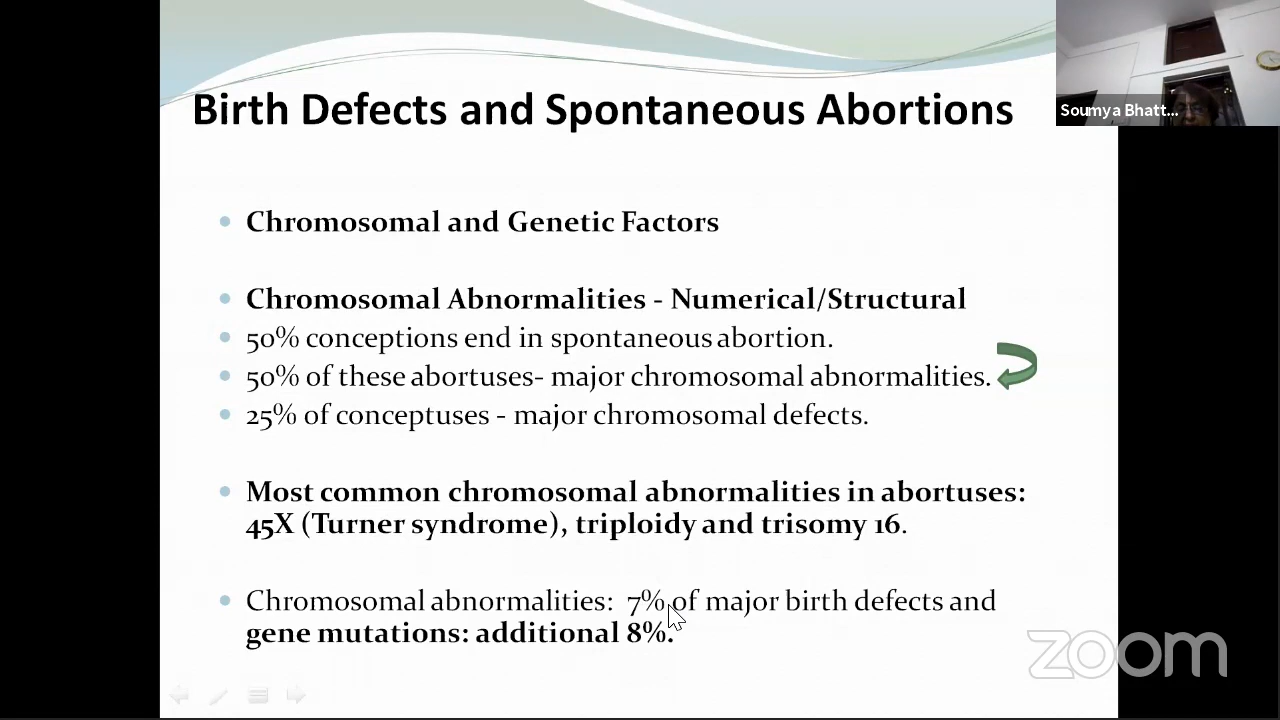 Birth Defects and Spontaneous Abortions
Soumya Bhatt...
Chromosomal and Genetic Factors
Chromosomal Abnormalities - Numerical/Structural
50% conceptions end in spontaneous abortion.
50% of these abortuses- major chromosomal abnormalities.
25% of conceptuses - major chromosomal defects.
Most common chromosomal abnormalities in abortuses:
45X (Turner syndrome), triploidy and trisomy 16.
Chromosomal abnormalities: 7% of major birth defects and
gene mutations: additional 8%.
zoom